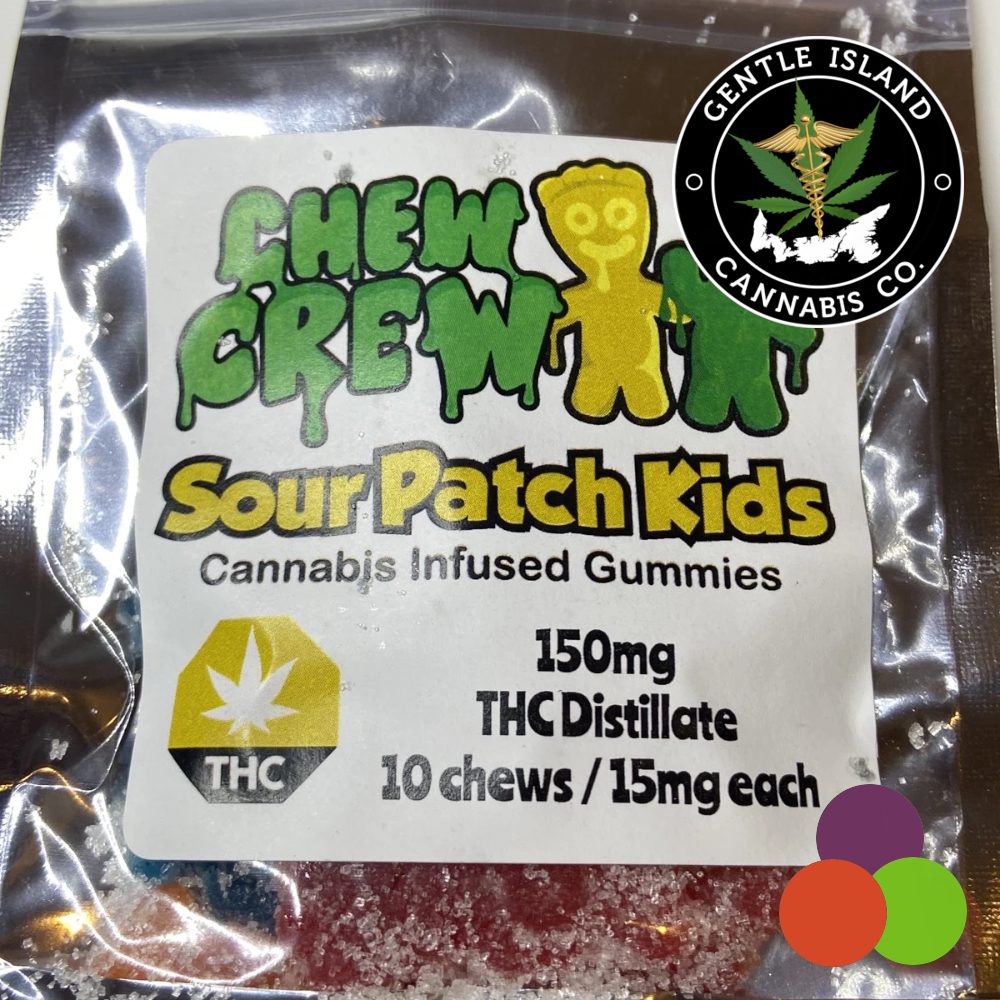 GENTLE ISLAND
CANNABIS CO.
CHEW
CREW
Sour Patch Kids
Cannabis Infused Gummies
THC
150mg
THC Distillate
10 chews / 15mg each